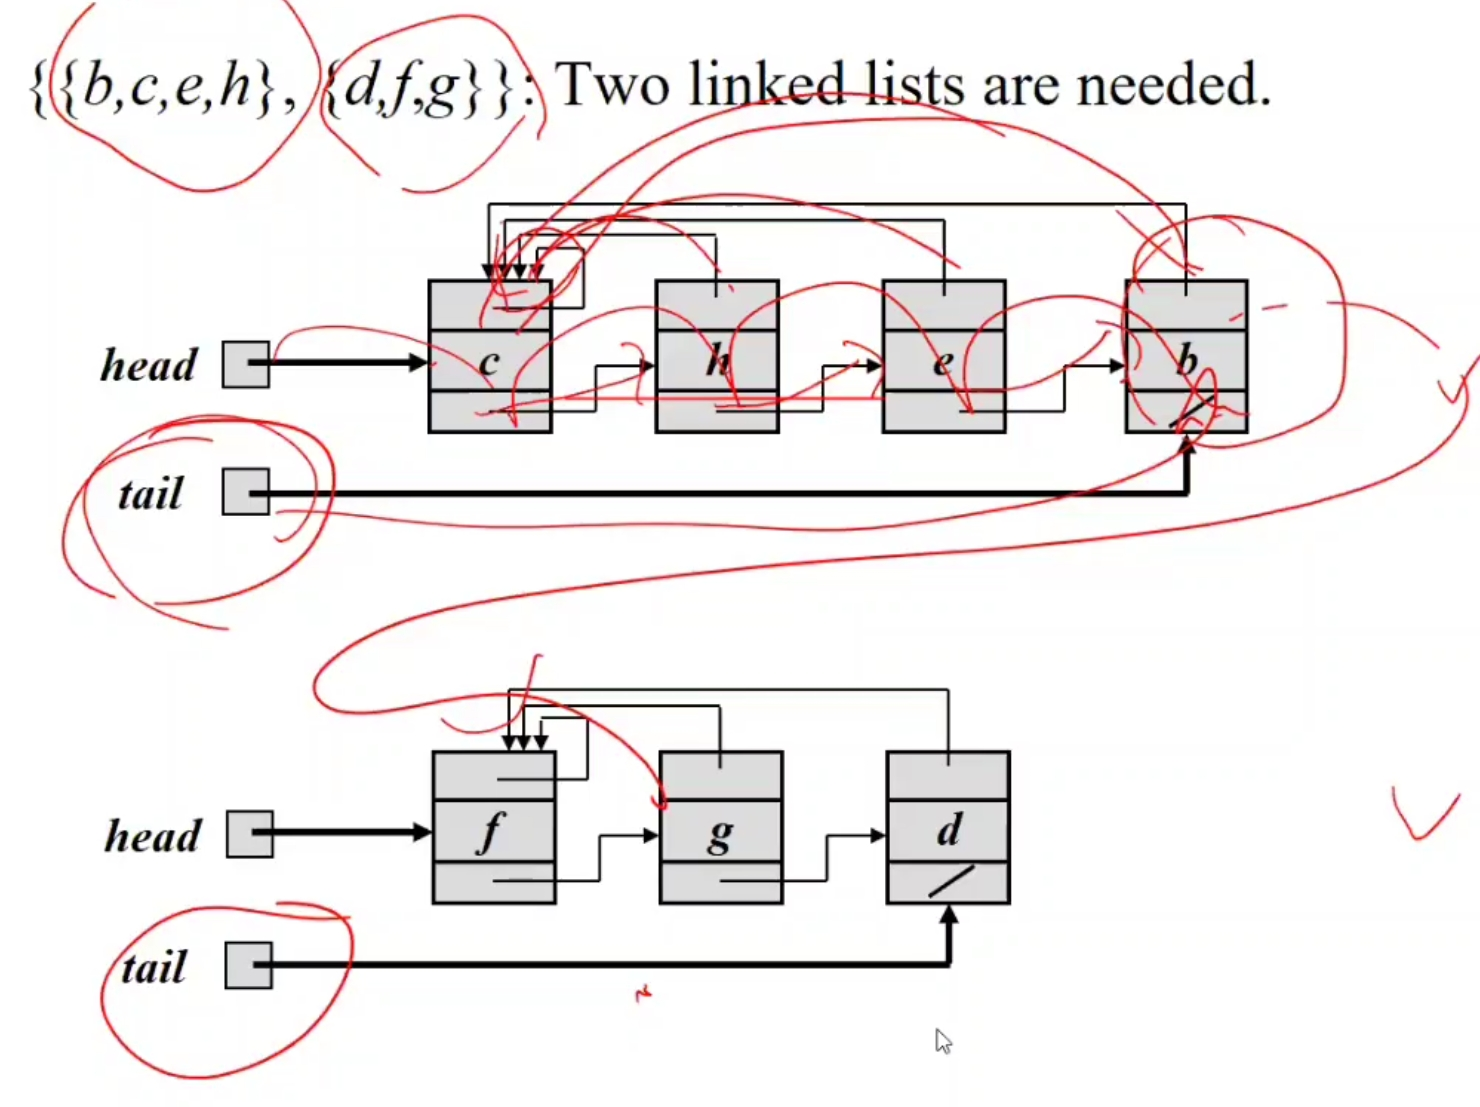 {{b,c,e,h}, {d,f,g}}: Two linked lists are needed.
head c h e b
tail
head f g d
tail